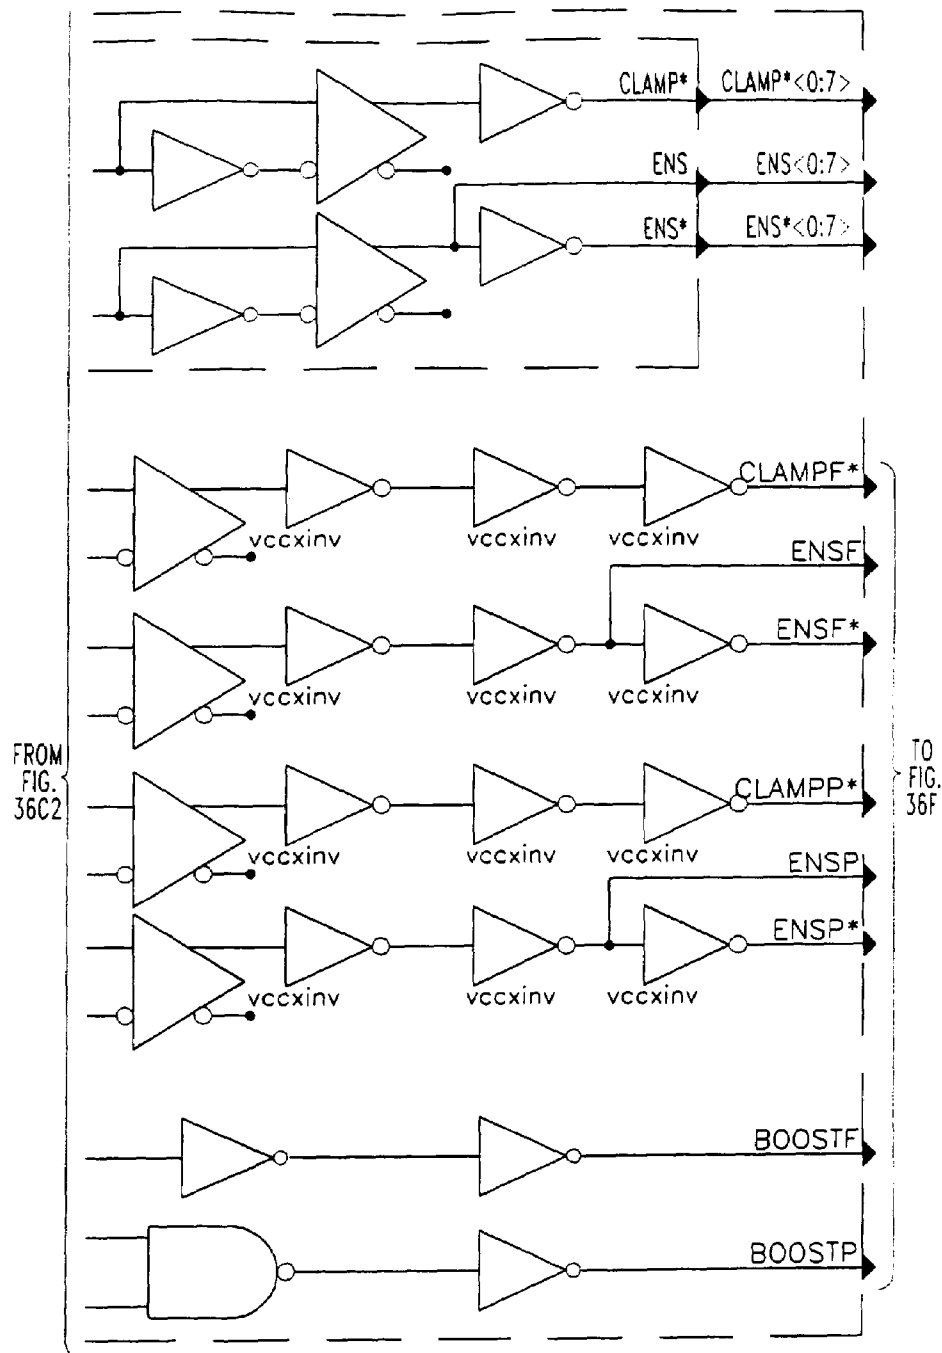 CLAMP* CLAMP*<0:7>
ENS ENS<0:7>
ENS* ENS*<0:7>
CLAMPF*
vccxinv vccxinv vccxinv
ENSF
ENSF*
vccxinv vccxinv vccxinv
FROM
FIG.
36C2
TO
FIG.
36F
CLAMPP*
vccxinv vccxinv vccxinv
ENSP
ENSP*
vccxinv vccxinv vccxinv
BOOSTF
BOOSTP